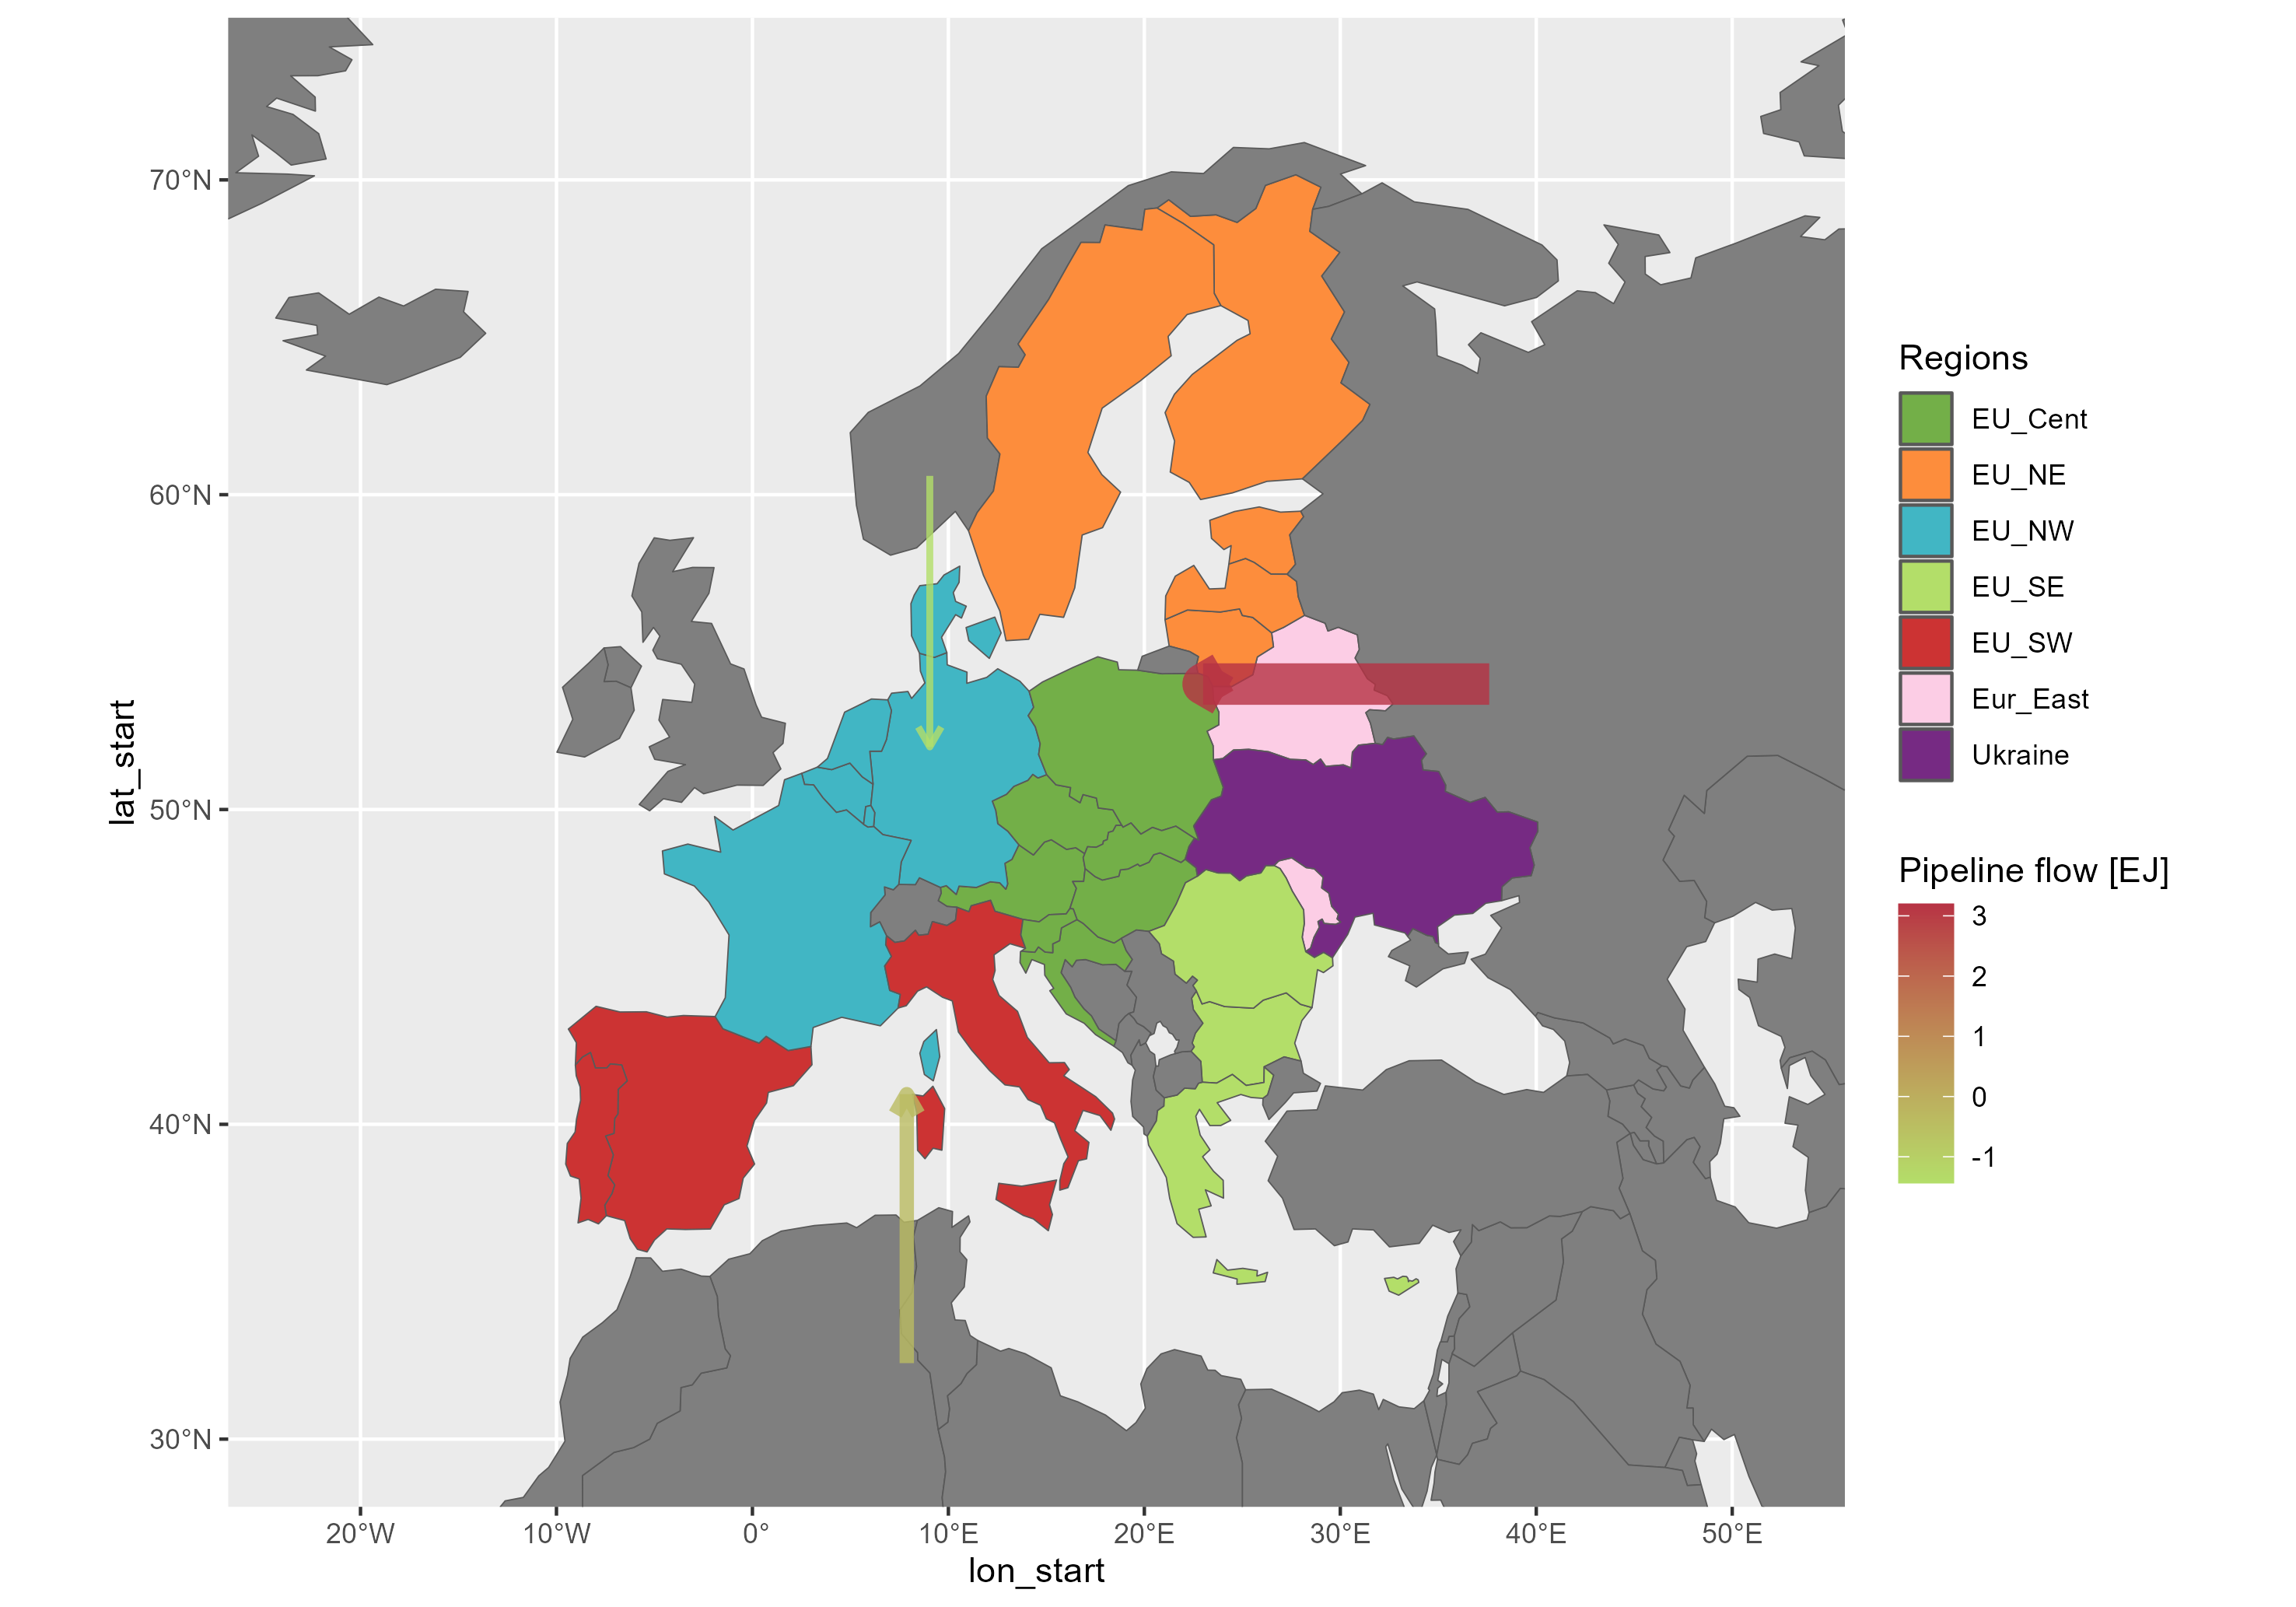 70°N
60°N
50°N
40°N
30°N
lat_start
20°W 10°W 0° 10°E 20°E 30°E 40°E 50°E
lon_start
Regions
EU_Cent
EU_NE
EU_NW
EU_SE
EU_SW
Eur_East
Ukraine
Pipeline flow [EJ]
3
2
1
0
-1